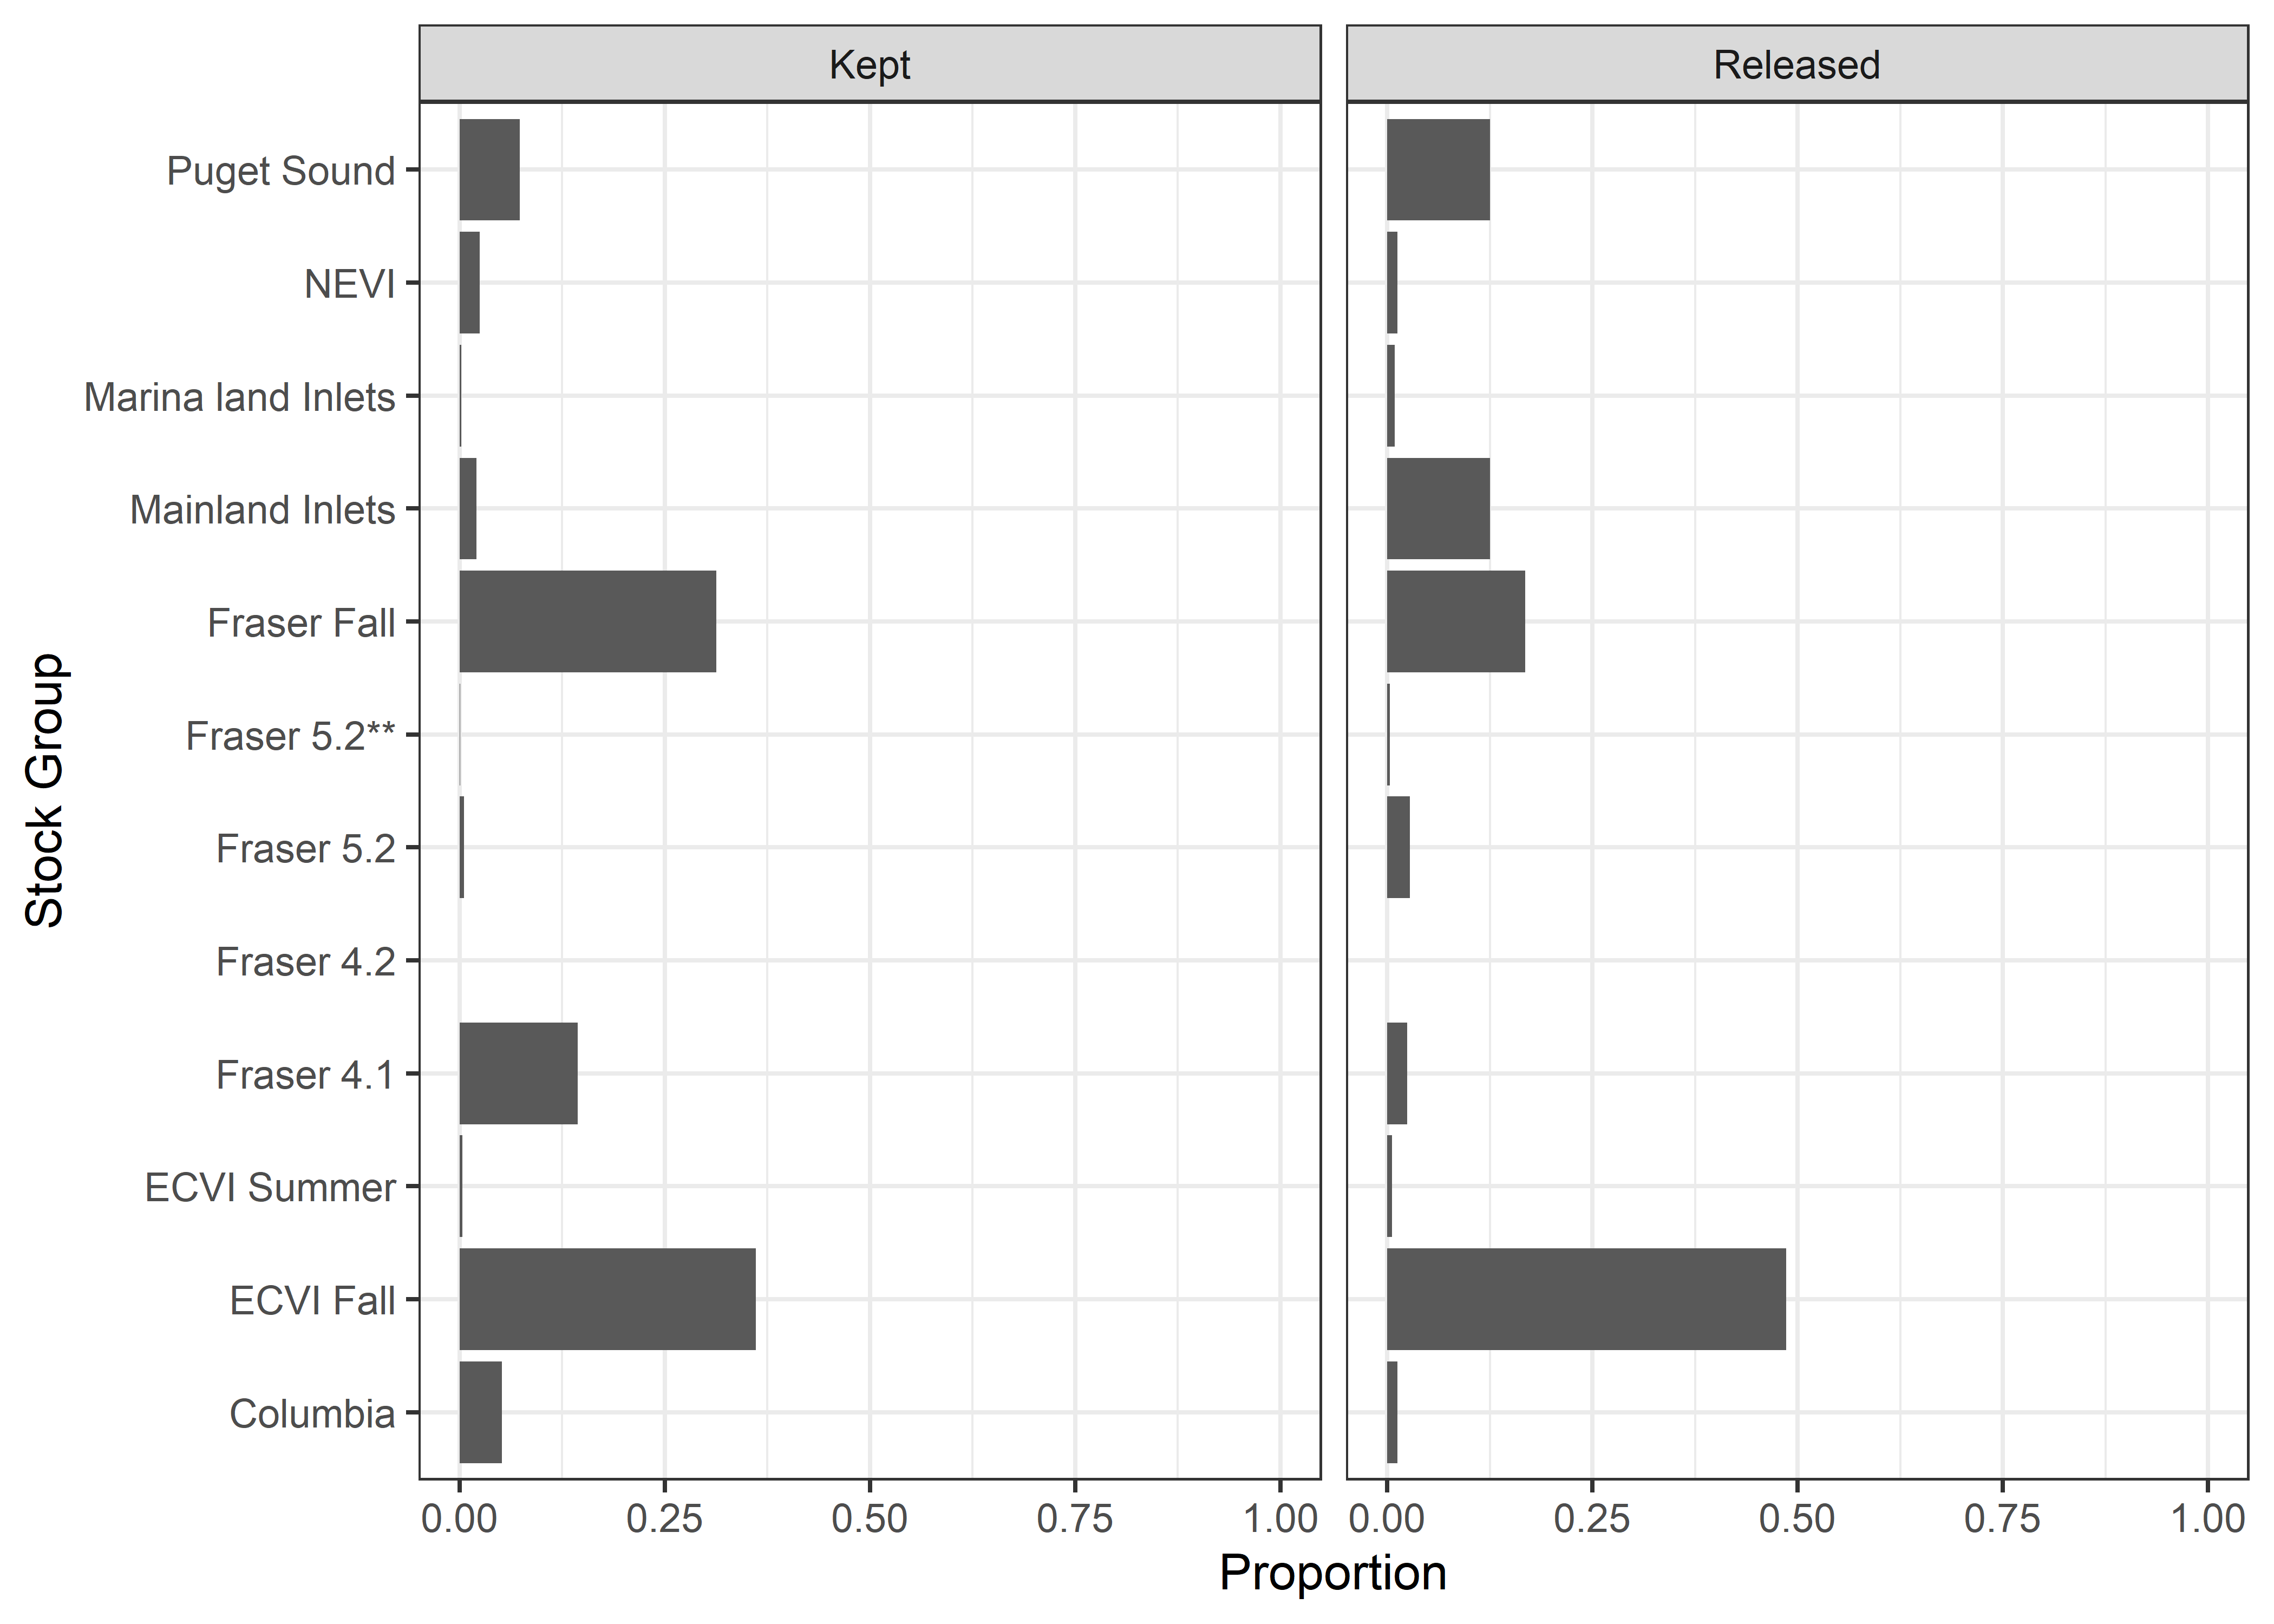 Kept
Released
Puget Sound
NEVI
Marina land Inlets
Mainland Inlets
Fraser Fall
Fraser 5.2**
Fraser 5.2
Fraser 4.2
Fraser 4.1
ECVI Summer
ECVI Fall
Columbia
Stock Group
0.00 0.25 0.50 0.75 1.00
0.00 0.25 0.50 0.75 1.00
Proportion